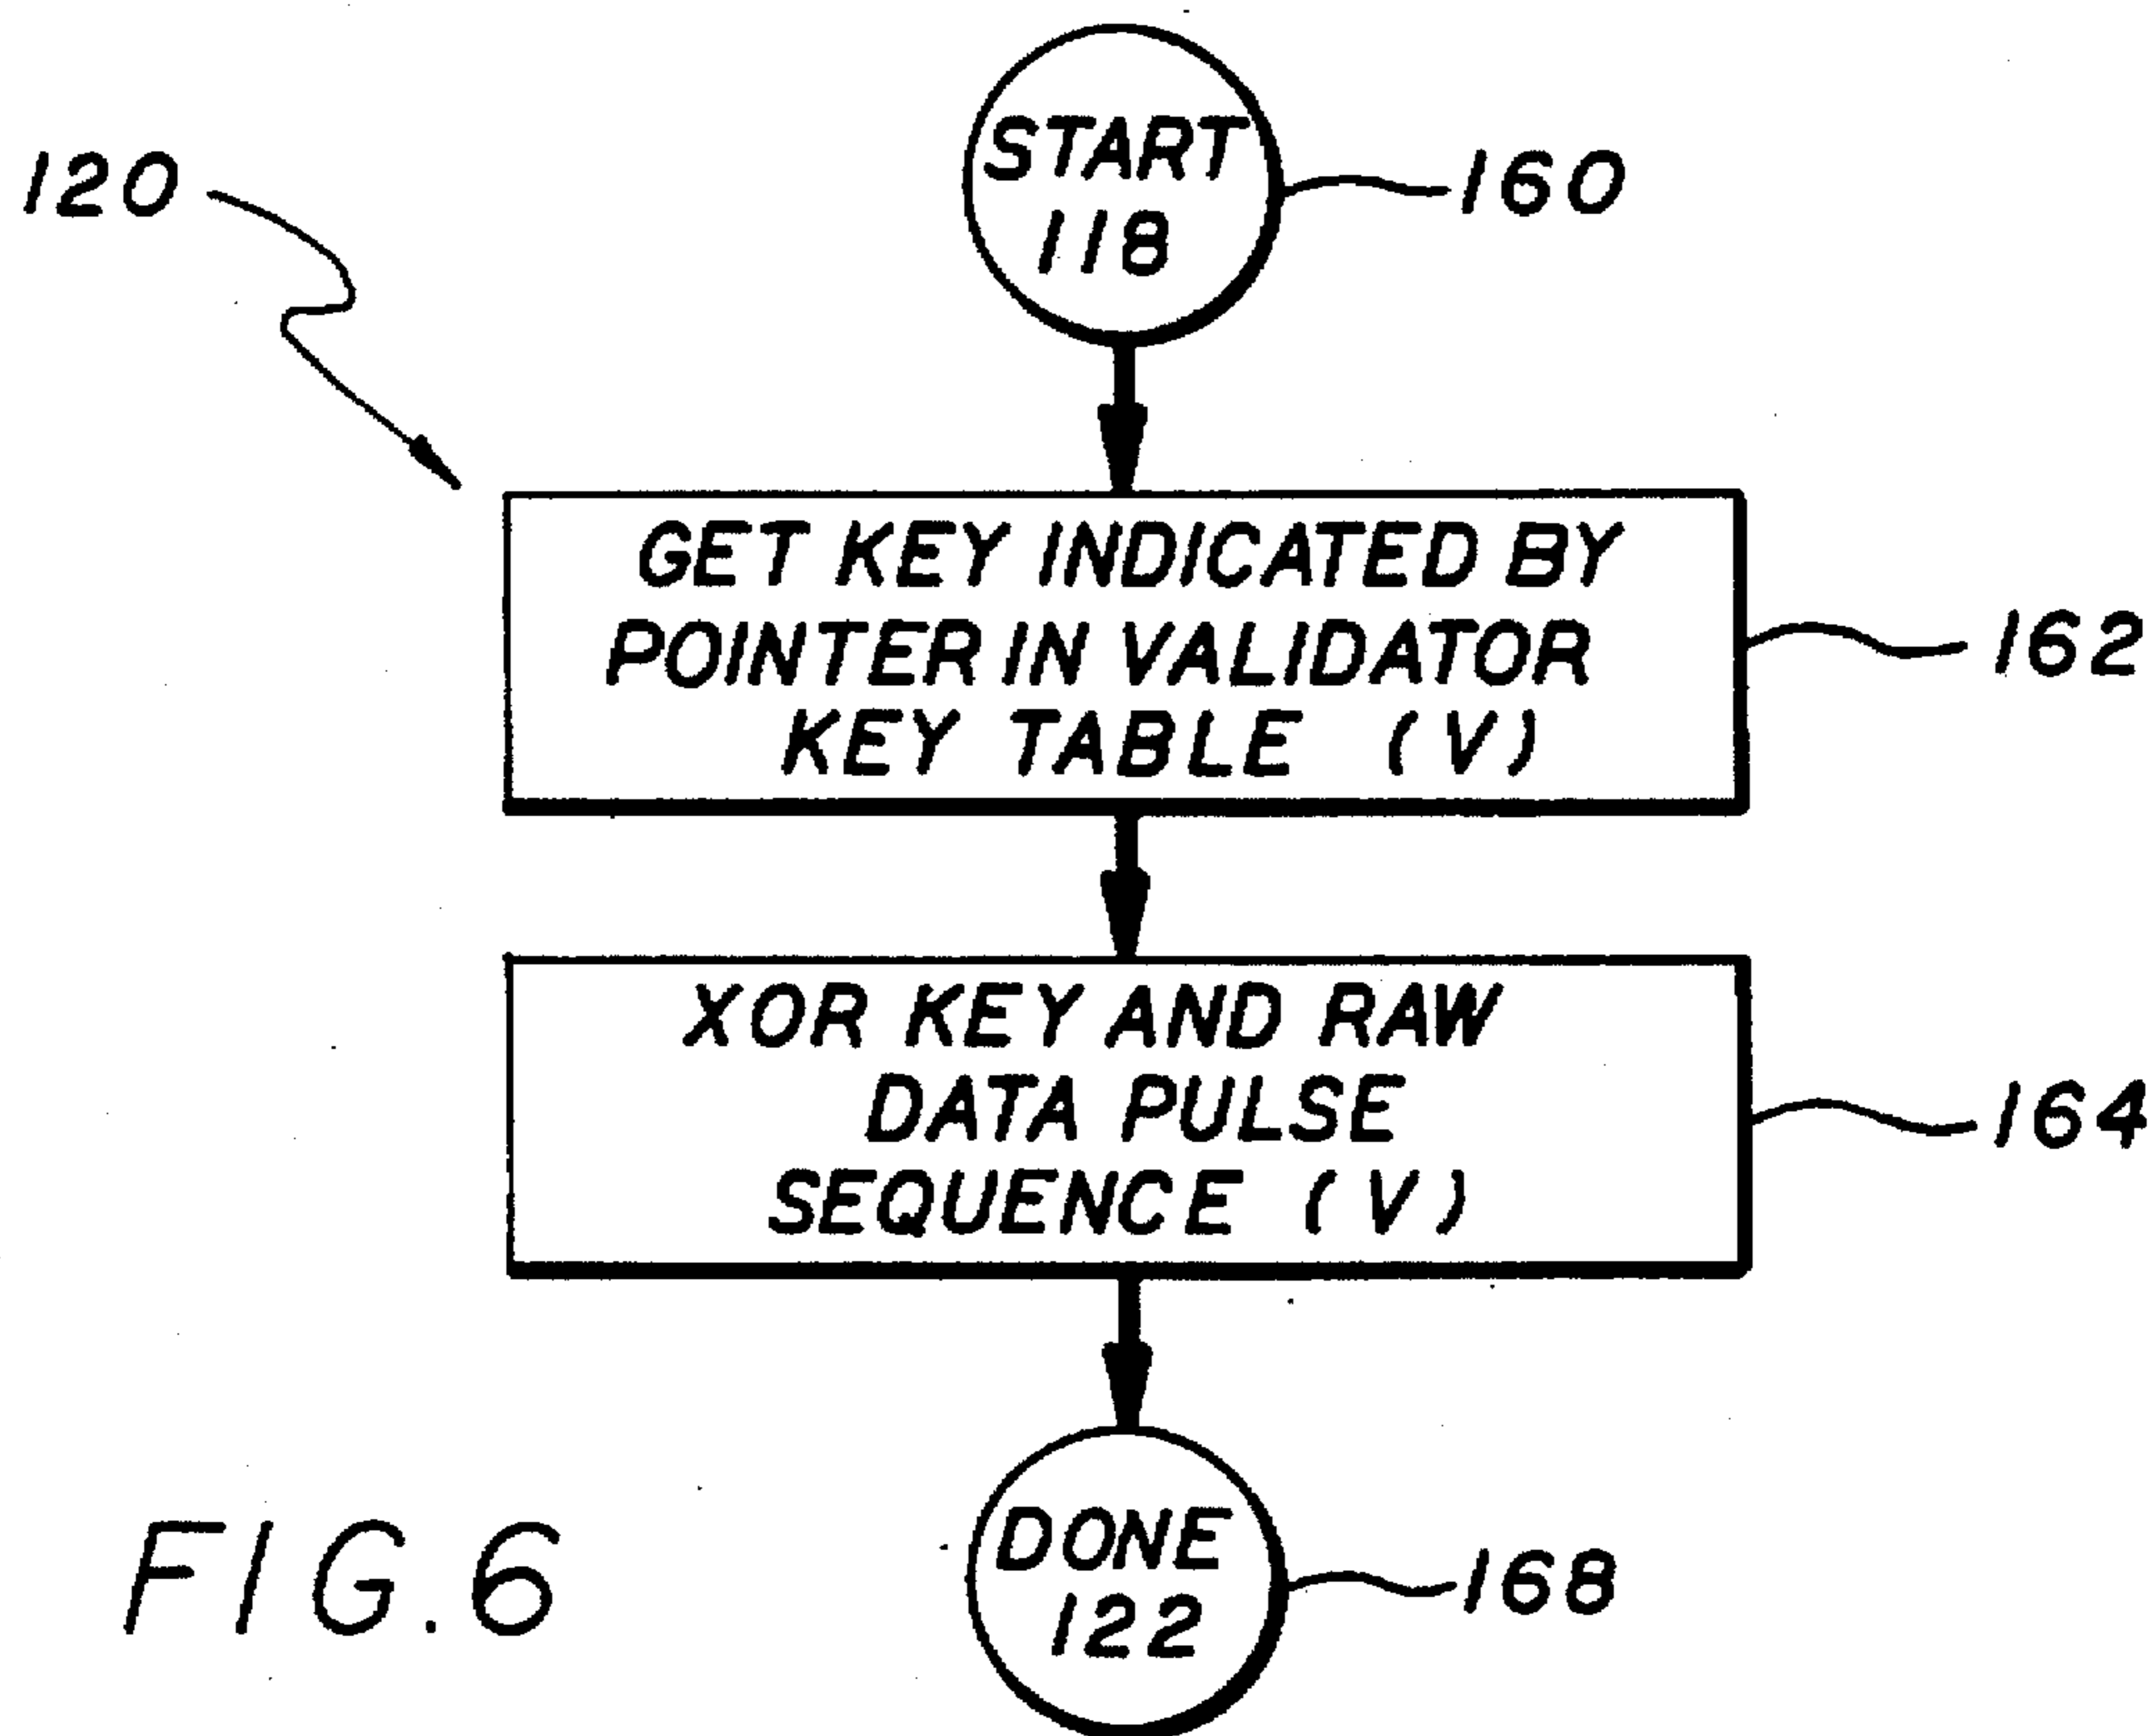 START
118
160
120
GET KEY INDICATED BY
POINTER IN VALIDATOR
KEY TABLE (V)
162
XOR KEY AND RAW
DATA PULSE
SEQUENCE (V)
164
DONE
122
168
FIG.6